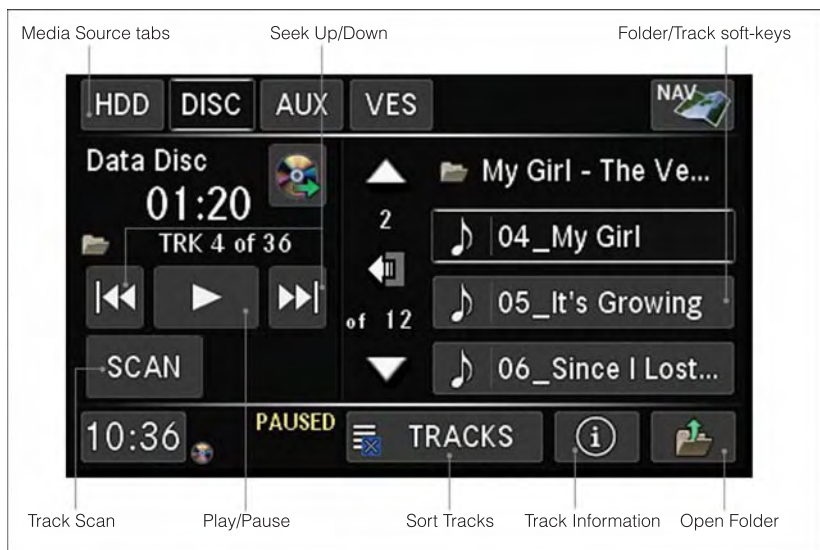 Media Source tabs
Seek Up/Down
Folder/Track soft-keys
HDD
DISC
AUX
VES
NAV
Data Disc
01:20
TRK 4 of 36
SCAN
2
of 12
My Girl - The Ve...
04_My Girl
05_It's Growing
06_Since I Lost...
10:36
PAUSED
TRACKS
i
Track Scan
Play/Pause
Sort Tracks
Track Information
Open Folder